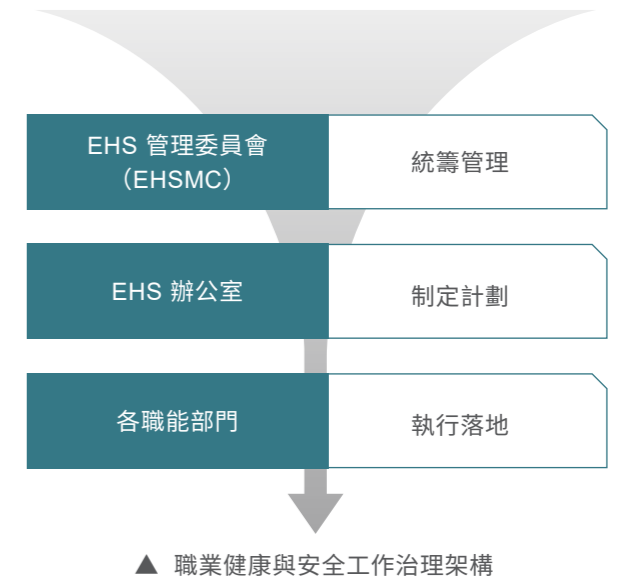 EHS 管理委員會
（EHSMC）
統籌管理
EHS 辦公室
制定計劃
各職能部門
執行落地
▲ 職業健康與安全工作治理架構